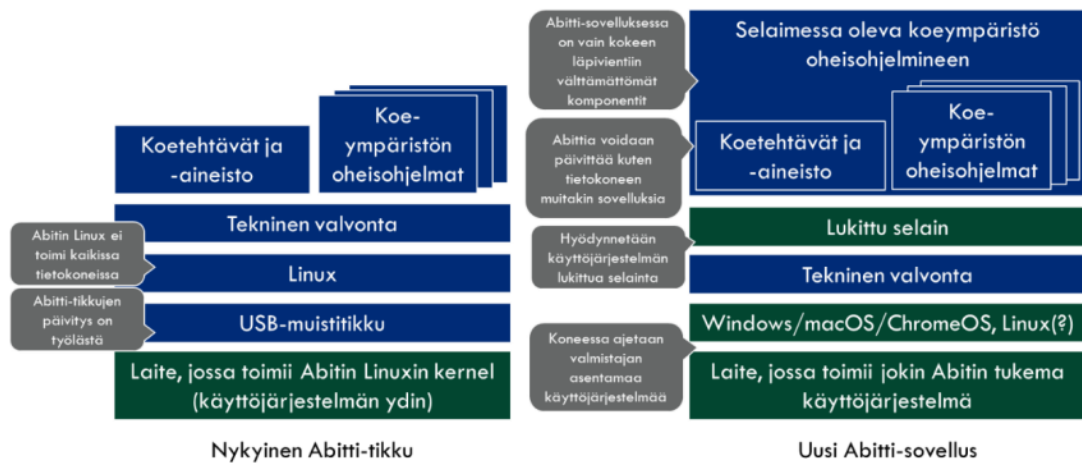 Koetehtävät ja
-aineisto
Koe-
ympäristön
oheisohjelmat
Tekninen valvonta
Abitin Linux ei
toimi kaikissa
tietokoneissa
Linux
Abitti-tikkujen
päivitys on
työlästä
USB-muistitikku
Laite, jossa toimii Abitin Linuxin kernel
(käyttöjärjestelmän ydin)
Nykyinen Abitti-tikku
Abitti-sovelluksessa
on vain kokeen
läpivientiin
välttämättömät
komponentit
Selaimessa oleva koeympäristö
oheisohjelmineen
Abittia voidaan
päivittää kuten
tietokoneen
muitakin sovelluksia
Koetehtävät ja
-aineisto
Koe-
ympäristön
oheisohjelmat
Hyödynnetään
käyttöjärjestelmän
lukittua selainta
Lukittu selain
Tekninen valvonta
Windows/macOS/ChromeOS, Linux(?)
Koneessa ajetaan
valmistajan
asentamaa
käyttöjärjestelmää
Laite, jossa toimii jokin Abitin tukema
käyttöjärjestelmä
Uusi Abitti-sovellus